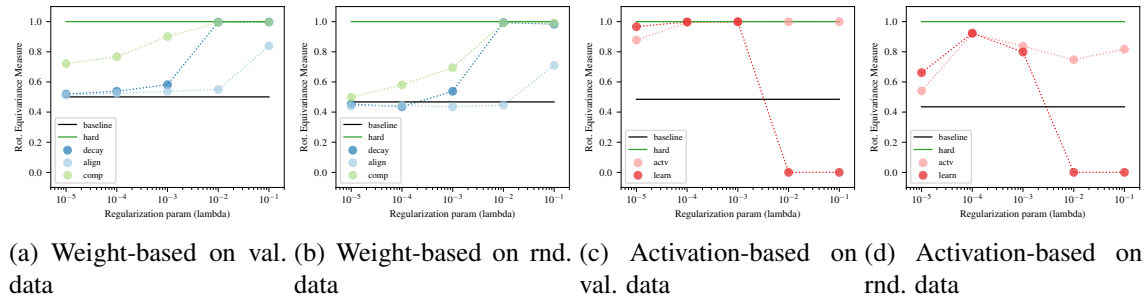 Rot. Equivariance Measure
1.0
0.8
0.6
0.4
0.2
0.0
baseline
hard
decay
align
comp
10⁻⁵ 10⁻⁴ 10⁻³ 10⁻² 10⁻¹
Regularization param (lambda)
Rot. Equivariance Measure
1.0
0.8
0.6
0.4
0.2
0.0
baseline
hard
decay
align
comp
10⁻⁵ 10⁻⁴ 10⁻³ 10⁻² 10⁻¹
Regularization param (lambda)
Rot. Equivariance Measure
1.0
0.8
0.6
0.4
0.2
0.0
baseline
hard
actv
learn
10⁻⁵ 10⁻⁴ 10⁻³ 10⁻² 10⁻¹
Regularization param (lambda)
Rot. Equivariance Measure
1.0
0.8
0.6
0.4
0.2
0.0
baseline
hard
actv
learn
10⁻⁵ 10⁻⁴ 10⁻³ 10⁻² 10⁻¹
Regularization param (lambda)
(a) Weight-based on val.
data
(b) Weight-based on rnd.
data
(c) Activation-based on
val. data
(d) Activation-based on
rnd. data